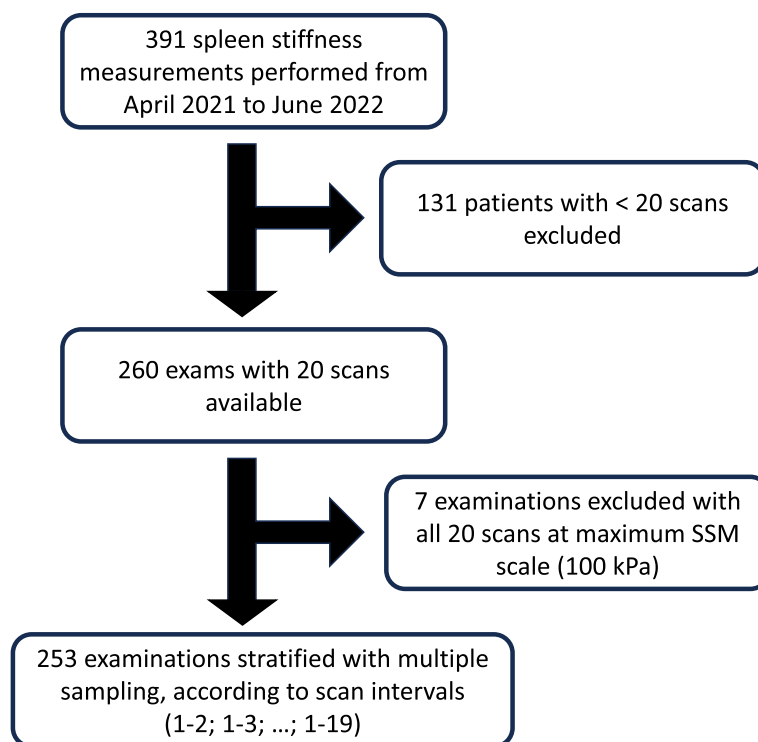 391 spleen stiffness
measurements performed from
April 2021 to June 2022
131 patients with < 20 scans
excluded
260 exams with 20 scans
available
7 examinations excluded with
all 20 scans at maximum SSM
scale (100 kPa)
253 examinations stratified with multiple
sampling, according to scan intervals
(1-2; 1-3; ...; 1-19)